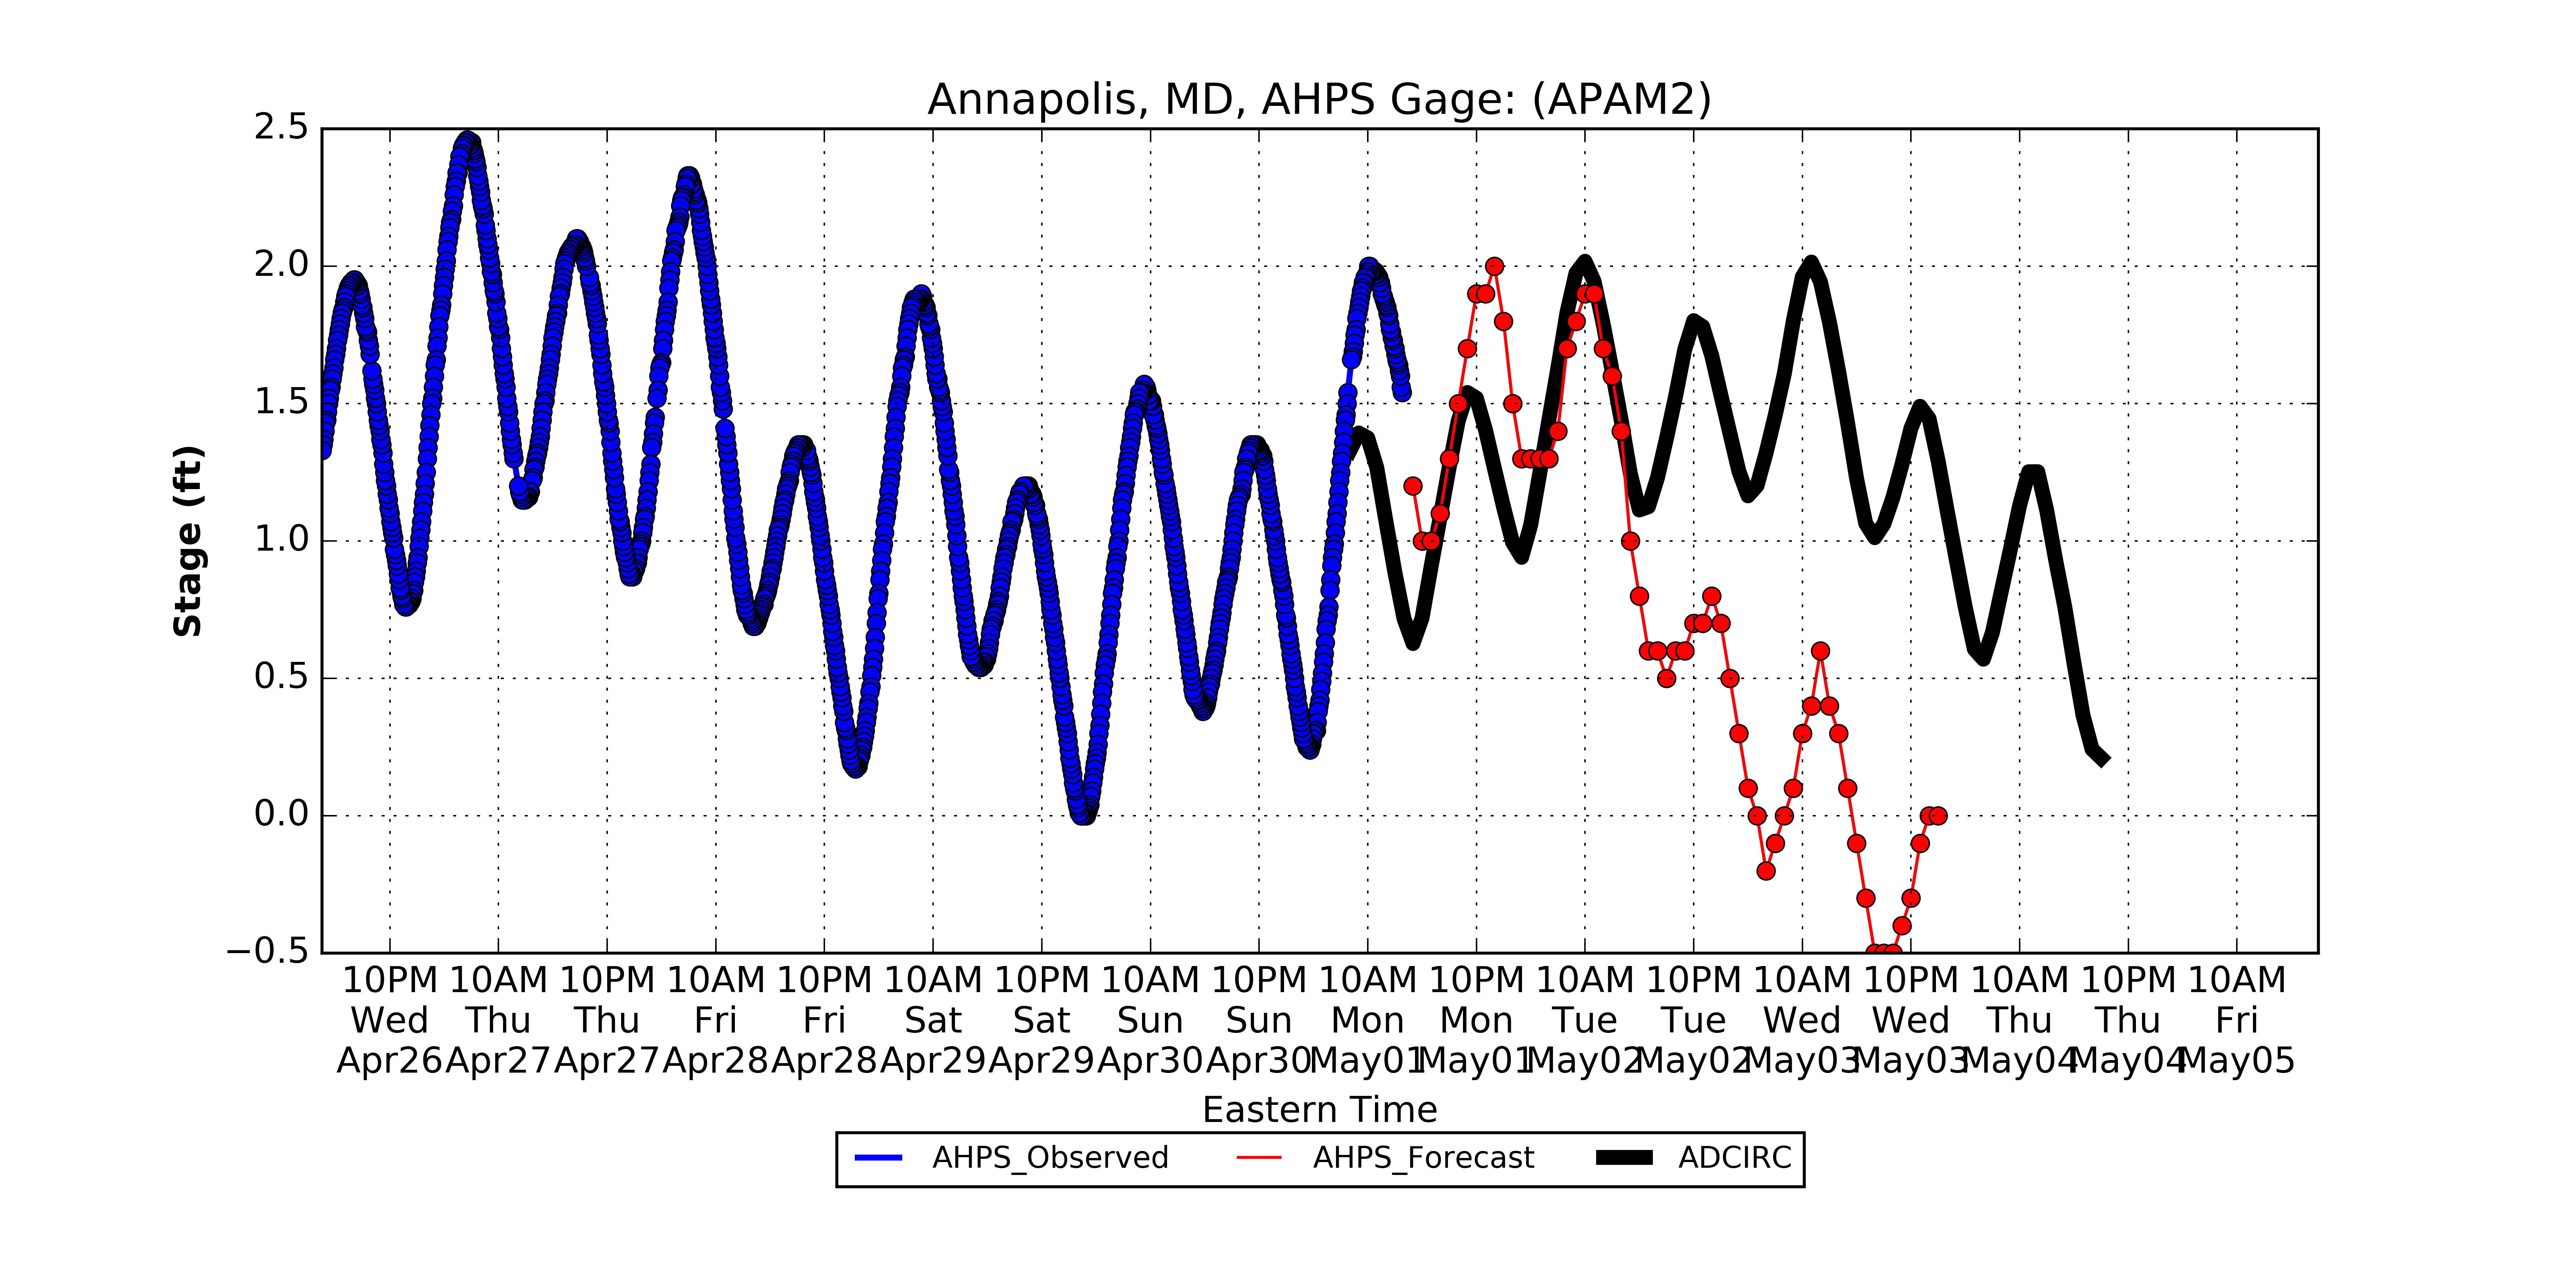 Annapolis, MD, AHPS Gage: (APAM2)
2.5
2.0
1.5
1.0
0.5
0.0
−0.5
Stage (ft)
10PM 10AM 10PM 10AM 10PM 10AM 10PM 10AM 10PM 10AM 10PM 10AM 10PM 10AM 10PM 10AM 10PM 10AM
Wed Thu Thu Fri Fri Sat Sat Sun Sun Mon Mon Tue Tue Wed Wed Thu Thu Fri
Apr26 Apr27 Apr27 Apr28 Apr28 Apr29 Apr29 Apr30 Apr30 May01 May01 May02 May02 May03 May03 May04 May04 May05
Eastern Time
AHPS_Observed AHPS_Forecast ADCIRC